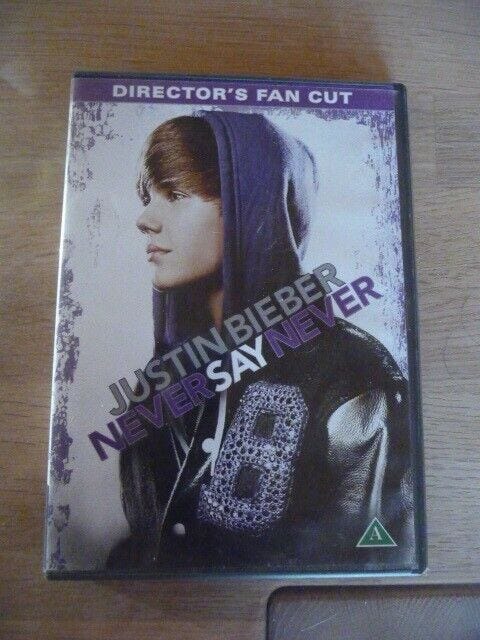 DIRECTOR'S FAN CUT
JUSTIN BIEBER
NEVER SAY NEVER
8
A